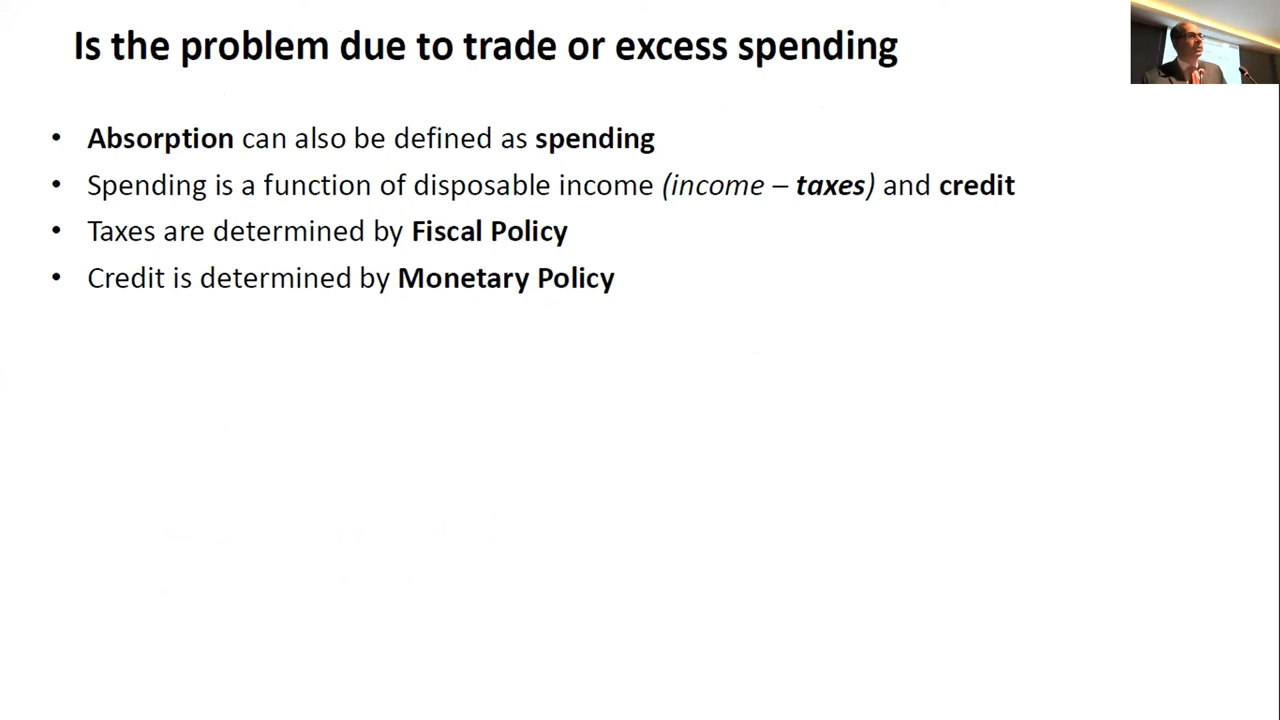 Is the problem due to trade or excess spending
• Absorption can also be defined as spending
• Spending is a function of disposable income (income – taxes) and credit
• Taxes are determined by Fiscal Policy
• Credit is determined by Monetary Policy